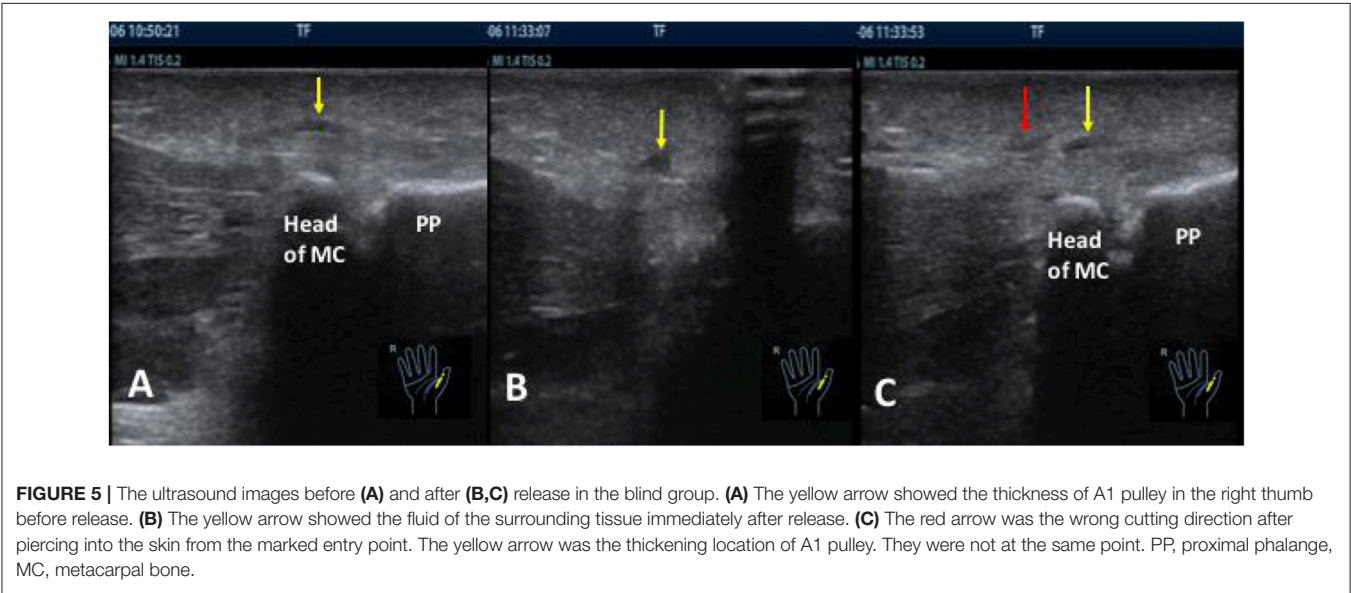 06 10:50:21 TF
06 11:33:07 TF
06 11:33:53 TF
MI 1.4 TIS 0.2
MI 1.4 TIS 0.2
MI 1.4 TIS 0.2
Head
of MC
PP
Head
of MC
PP
R
R
R
A
B
C
FIGURE 5 | The ultrasound images before (A) and after (B,C) release in the blind group. (A) The yellow arrow showed the thickness of A1 pulley in the right thumb
before release. (B) The yellow arrow showed the fluid of the surrounding tissue immediately after release. (C) The red arrow was the wrong cutting direction after
piercing into the skin from the marked entry point. The yellow arrow was the thickening location of A1 pulley. They were not at the same point. PP, proximal phalange,
MC, metacarpal bone.